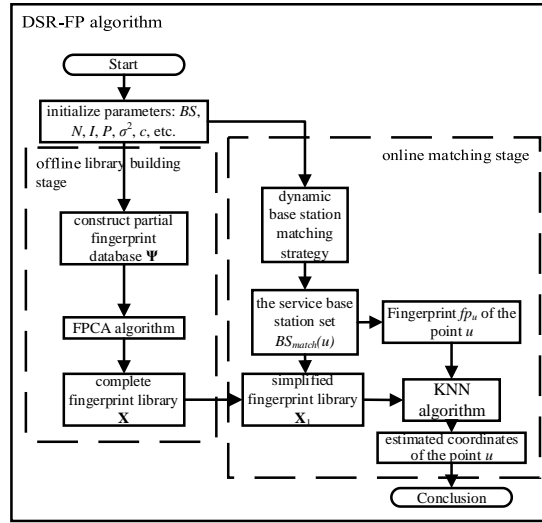 DSR-FP algorithm
Start
initialize parameters: BS,
N, I, P, σ², c, etc.
offline library building
stage
construct partial
fingerprint
database Ψ
FPCA algorithm
complete
fingerprint library
X
online matching stage
dynamic
base station
matching
strategy
the service base
station set
BSmatch(u)
Fingerprint fpu of
the point u
simplified
fingerprint library
X₁
KNN
algorithm
estimated coordinates
of the point u
Conclusion